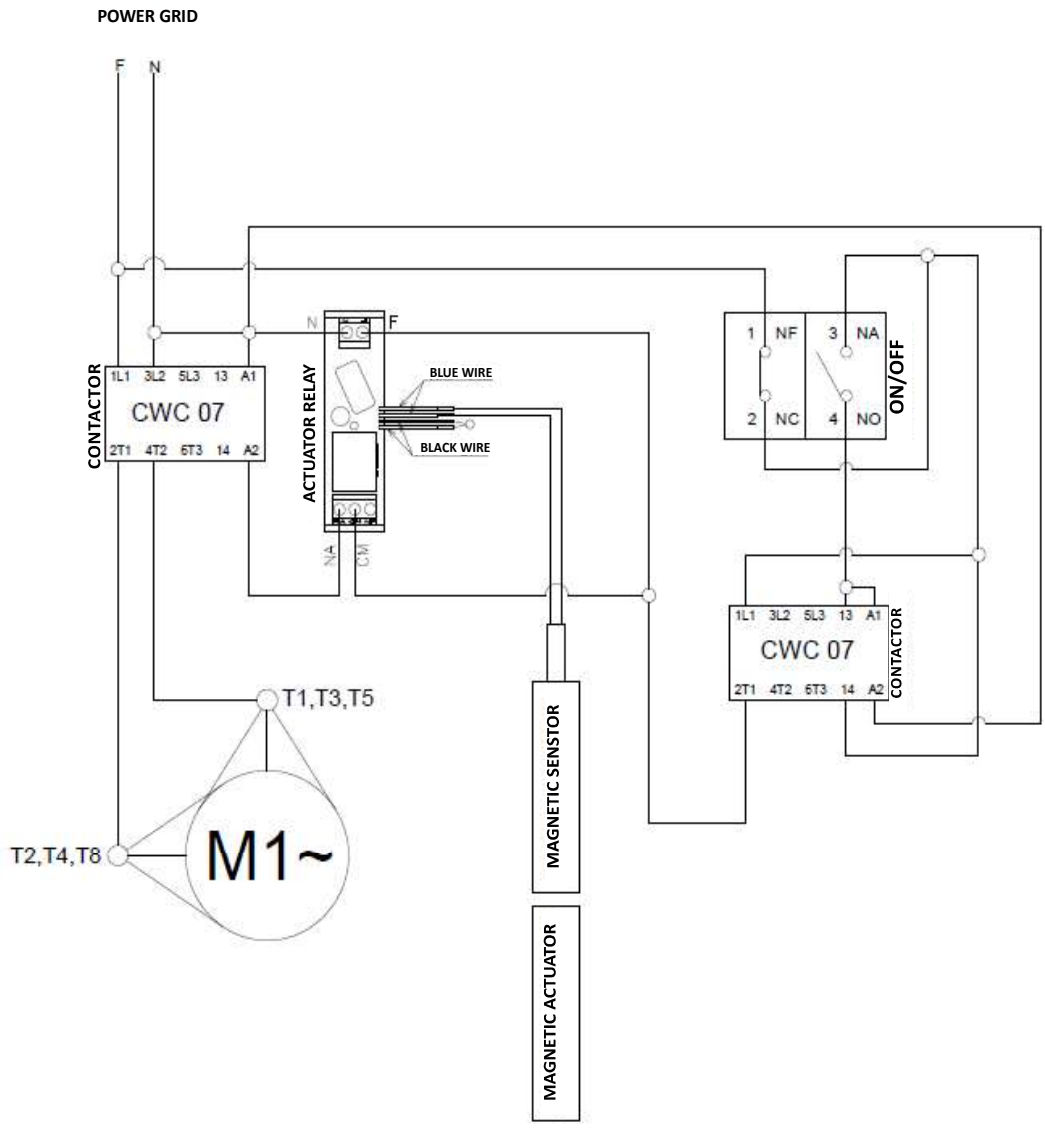 POWER GRID
F N
CONTACTOR
1L1 3L2 5L3 13 A1
CWC 07
2T1 4T2 6T3 14 A2
N F
ACTUATOR RELAY
BLUE WIRE
BLACK WIRE
NA CM
1 NF 3 NA
2 NC 4 NO
ON/OFF
1L1 3L2 5L3 13 A1
CWC 07
2T1 4T2 6T3 14 A2
CONTACTOR
T1,T3,T5
T2,T4,T8
M1~
MAGNETIC SENSTOR
MAGNETIC ACTUATOR